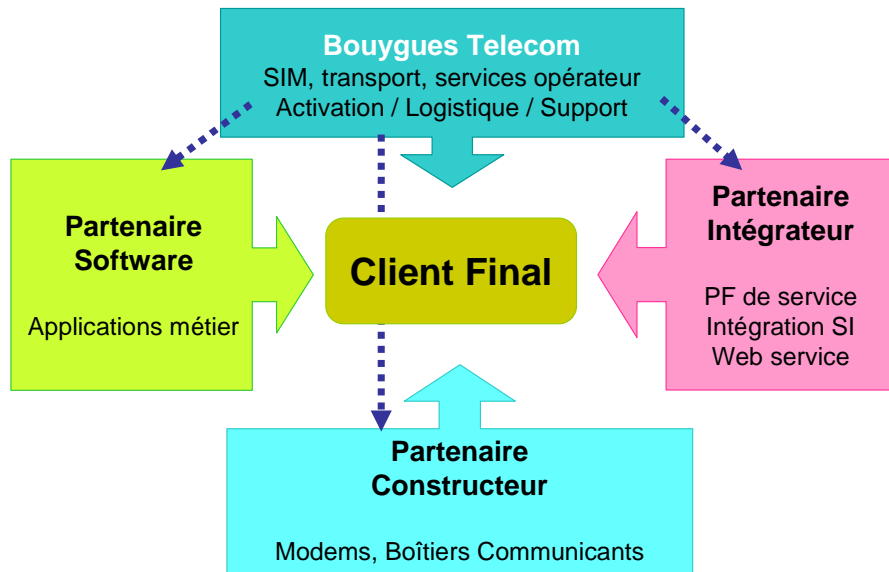 Bouygues Telecom
SIM, transport, services opérateur
Activation / Logistique / Support
Partenaire
Software
Applications métier
Client Final
Partenaire
Intégrateur
PF de service
Intégration SI
Web service
Partenaire
Constructeur
Modems, Boîtiers Communicants